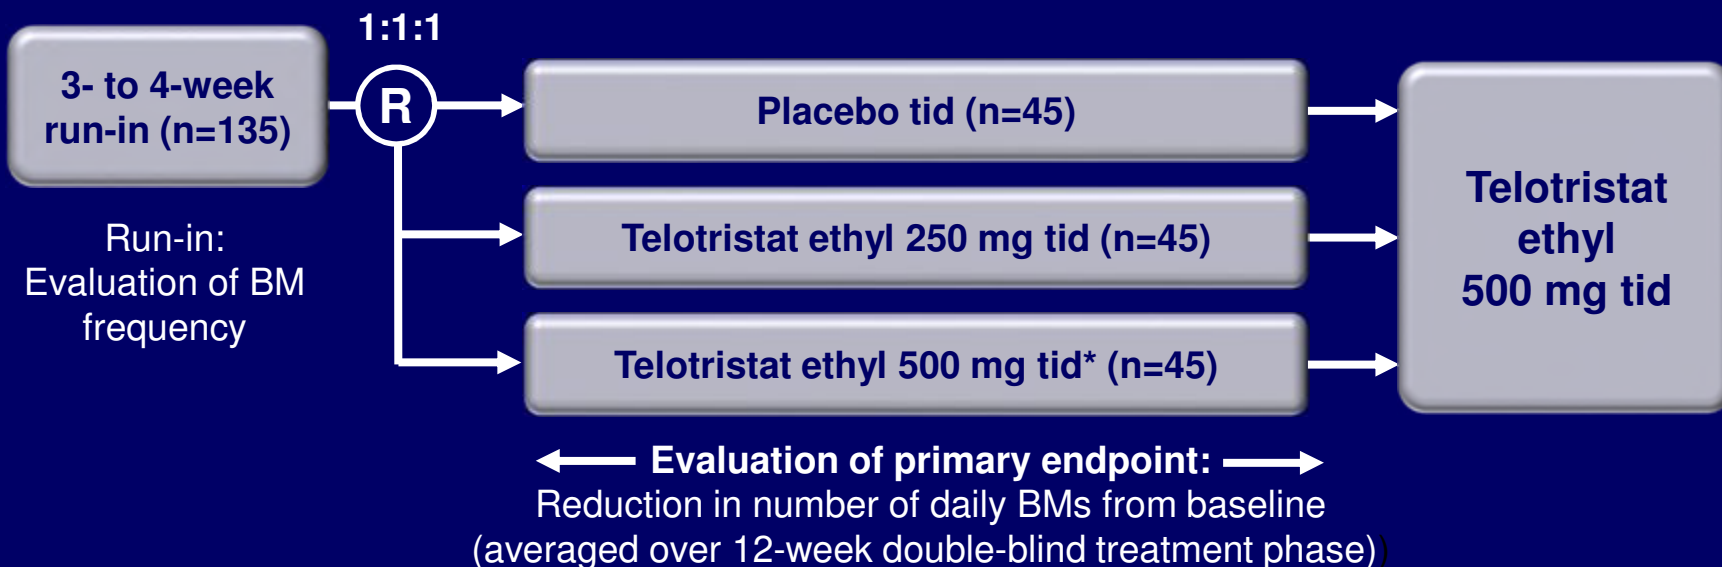 1:1:1
3- to 4-week
run-in (n=135)
R
Placebo tid (n=45)
Telotristat ethyl 250 mg tid (n=45)
Telotristat ethyl 500 mg tid* (n=45)
Telotristat
ethyl
500 mg tid
Run-in:
Evaluation of BM
frequency
Evaluation of primary endpoint:
Reduction in number of daily BMs from baseline
(averaged over 12-week double-blind treatment phase))